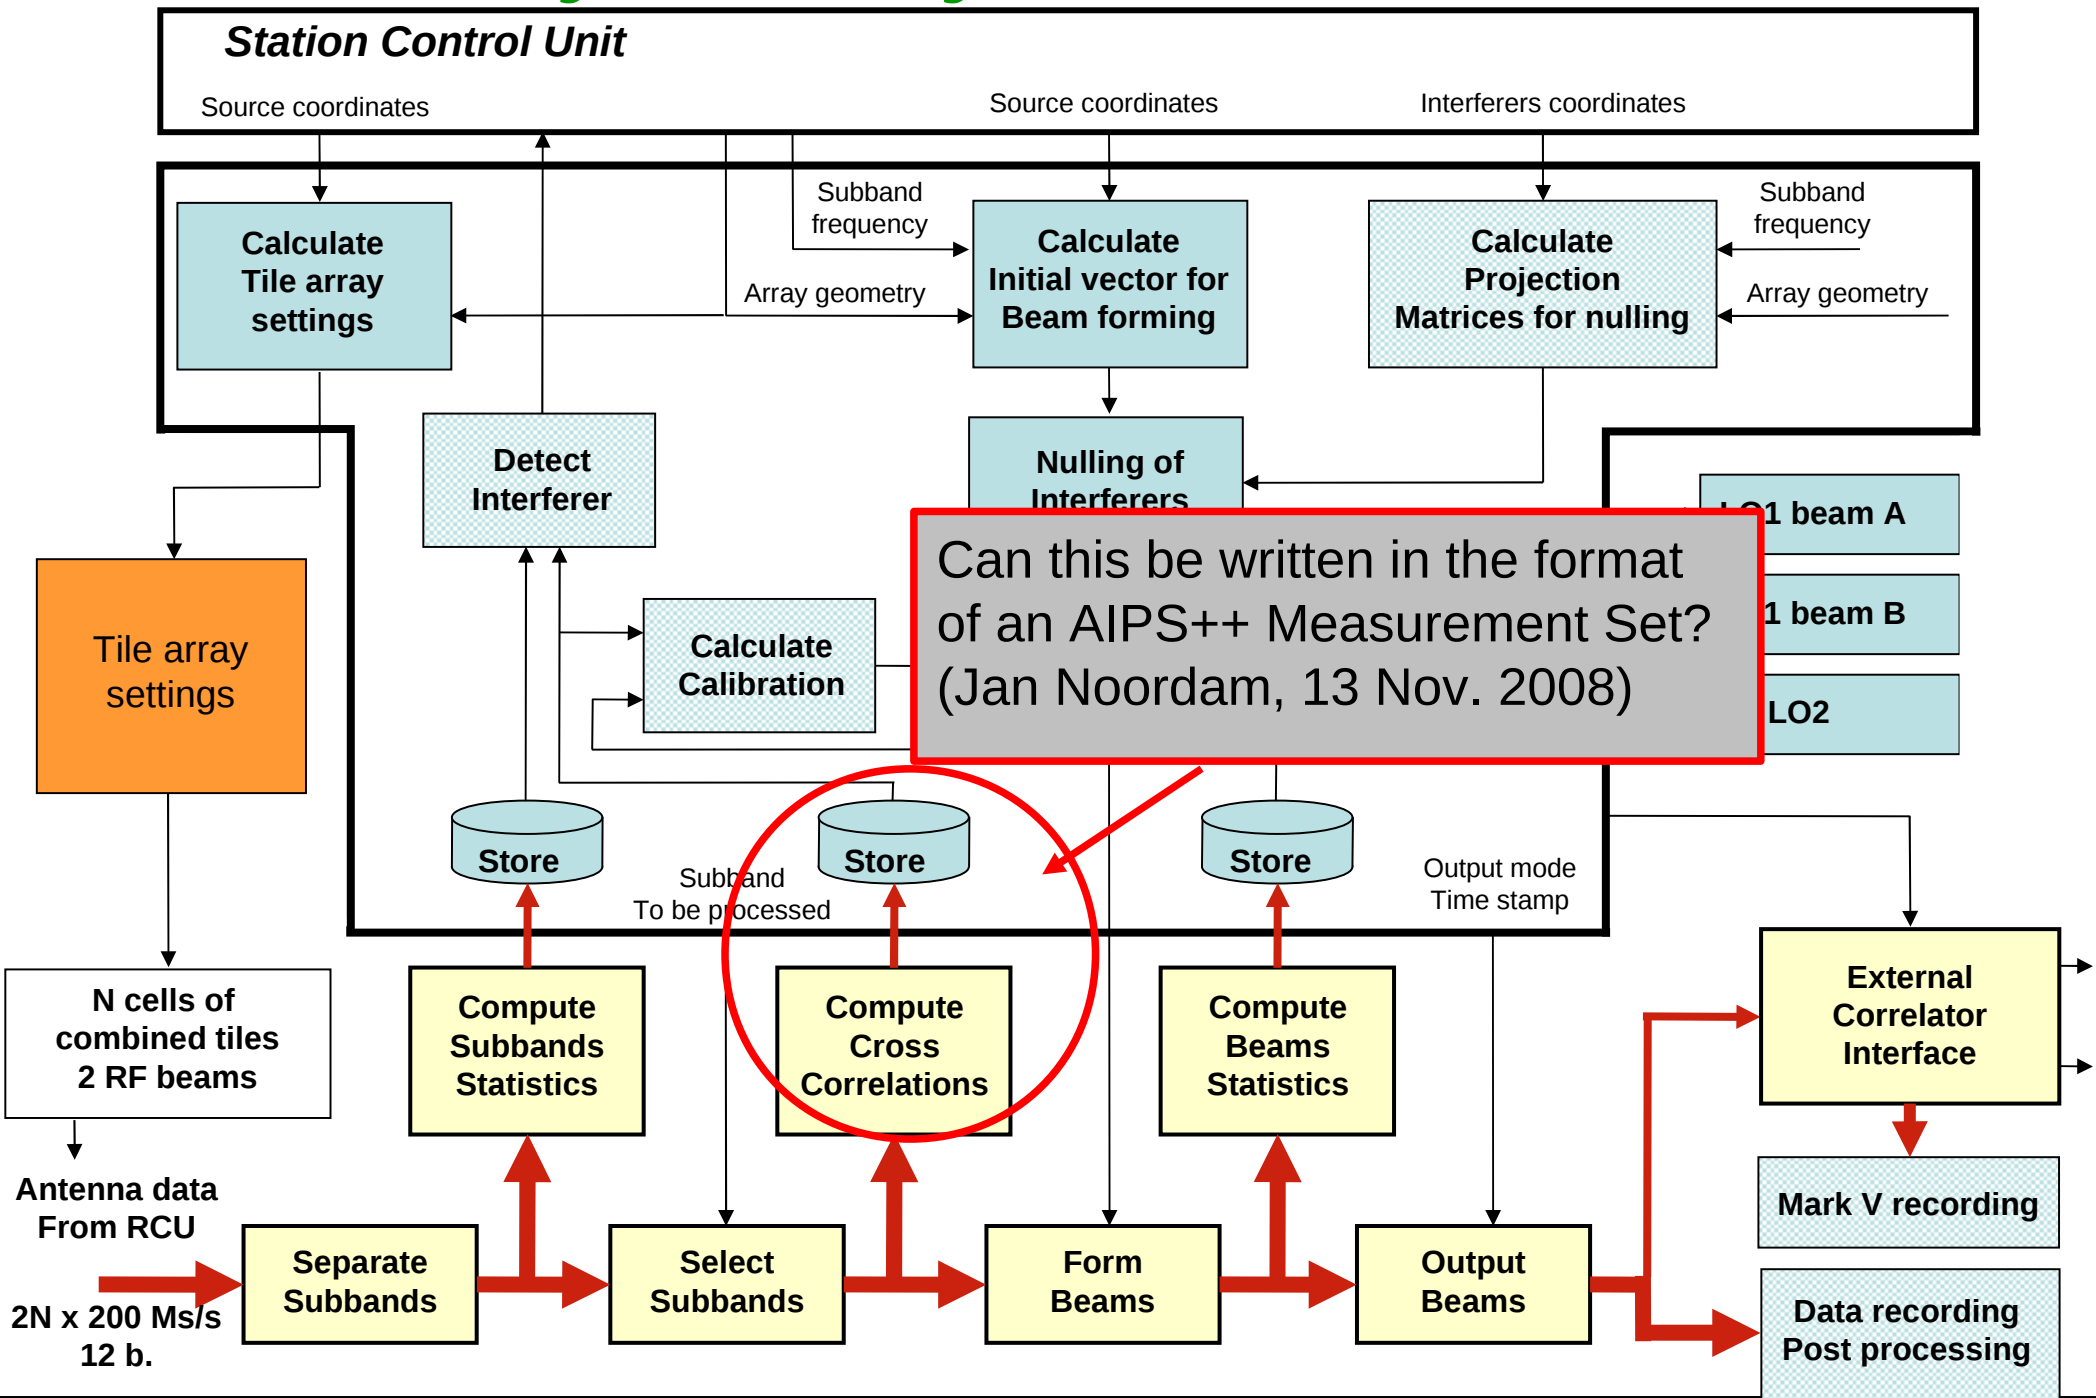 Station Control Unit
Source coordinates
Source coordinates
Interferers coordinates
Subband
frequency
Subband
frequency
Calculate
Tile array
settings
Array geometry
Calculate
Initial vector for
Beam forming
Calculate
Projection
Matrices for nulling
Array geometry
Detect
Interferer
Nulling of
Interferers
LO1 beam A
1 beam B
LO2
Can this be written in the format
of an AIPS++ Measurement Set?
(Jan Noordam, 13 Nov. 2008)
Tile array
settings
Calculate
Calibration
Store
Store
Store
Subband
To be processed
Output mode
Time stamp
N cells of
combined tiles
2 RF beams
Compute
Subbands
Statistics
Compute
Cross
Correlations
Compute
Beams
Statistics
External
Correlator
Interface
Antenna data
From RCU
2N x 200 Ms/s
12 b.
Separate
Subbands
Select
Subbands
Form
Beams
Output
Beams
Mark V recording
Data recording
Post processing